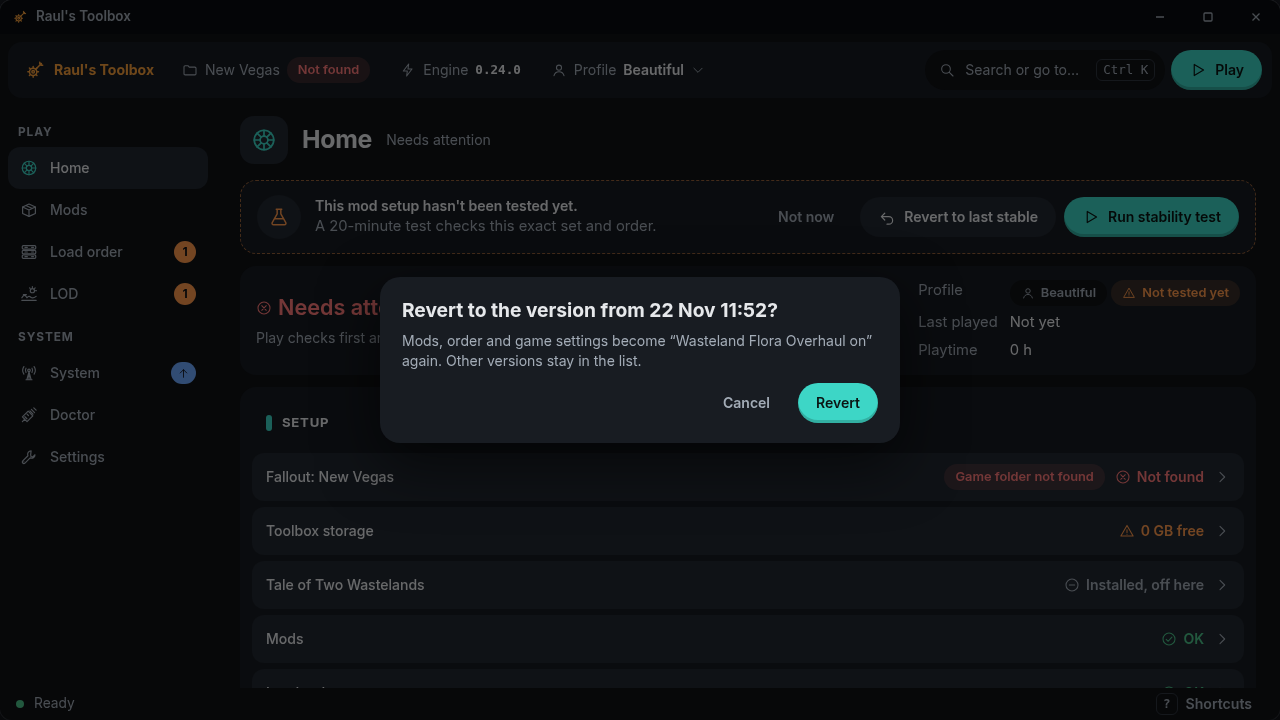 Raul's Toolbox
Raul's Toolbox
New Vegas Not found
Engine 0.24.0
Profile Beautiful
Search or go to... Ctrl K
Play
PLAY
Home
Mods
Load order 1
LOD 1
SYSTEM
System
Doctor
Settings
Home Needs attention
This mod setup hasn't been tested yet.
A 20-minute test checks this exact set and order.
Not now
Revert to last stable
Run stability test
Needs att
Play checks first an
Profile Beautiful Not tested yet
Last played Not yet
Playtime 0 h
Revert to the version from 22 Nov 11:52?
Mods, order and game settings become “Wasteland Flora Overhaul on”
again. Other versions stay in the list.
Cancel Revert
SETUP
Fallout: New Vegas Game folder not found Not found
Toolbox storage 0 GB free
Tale of Two Wastelands Installed, off here
Mods OK
Ready
? Shortcuts